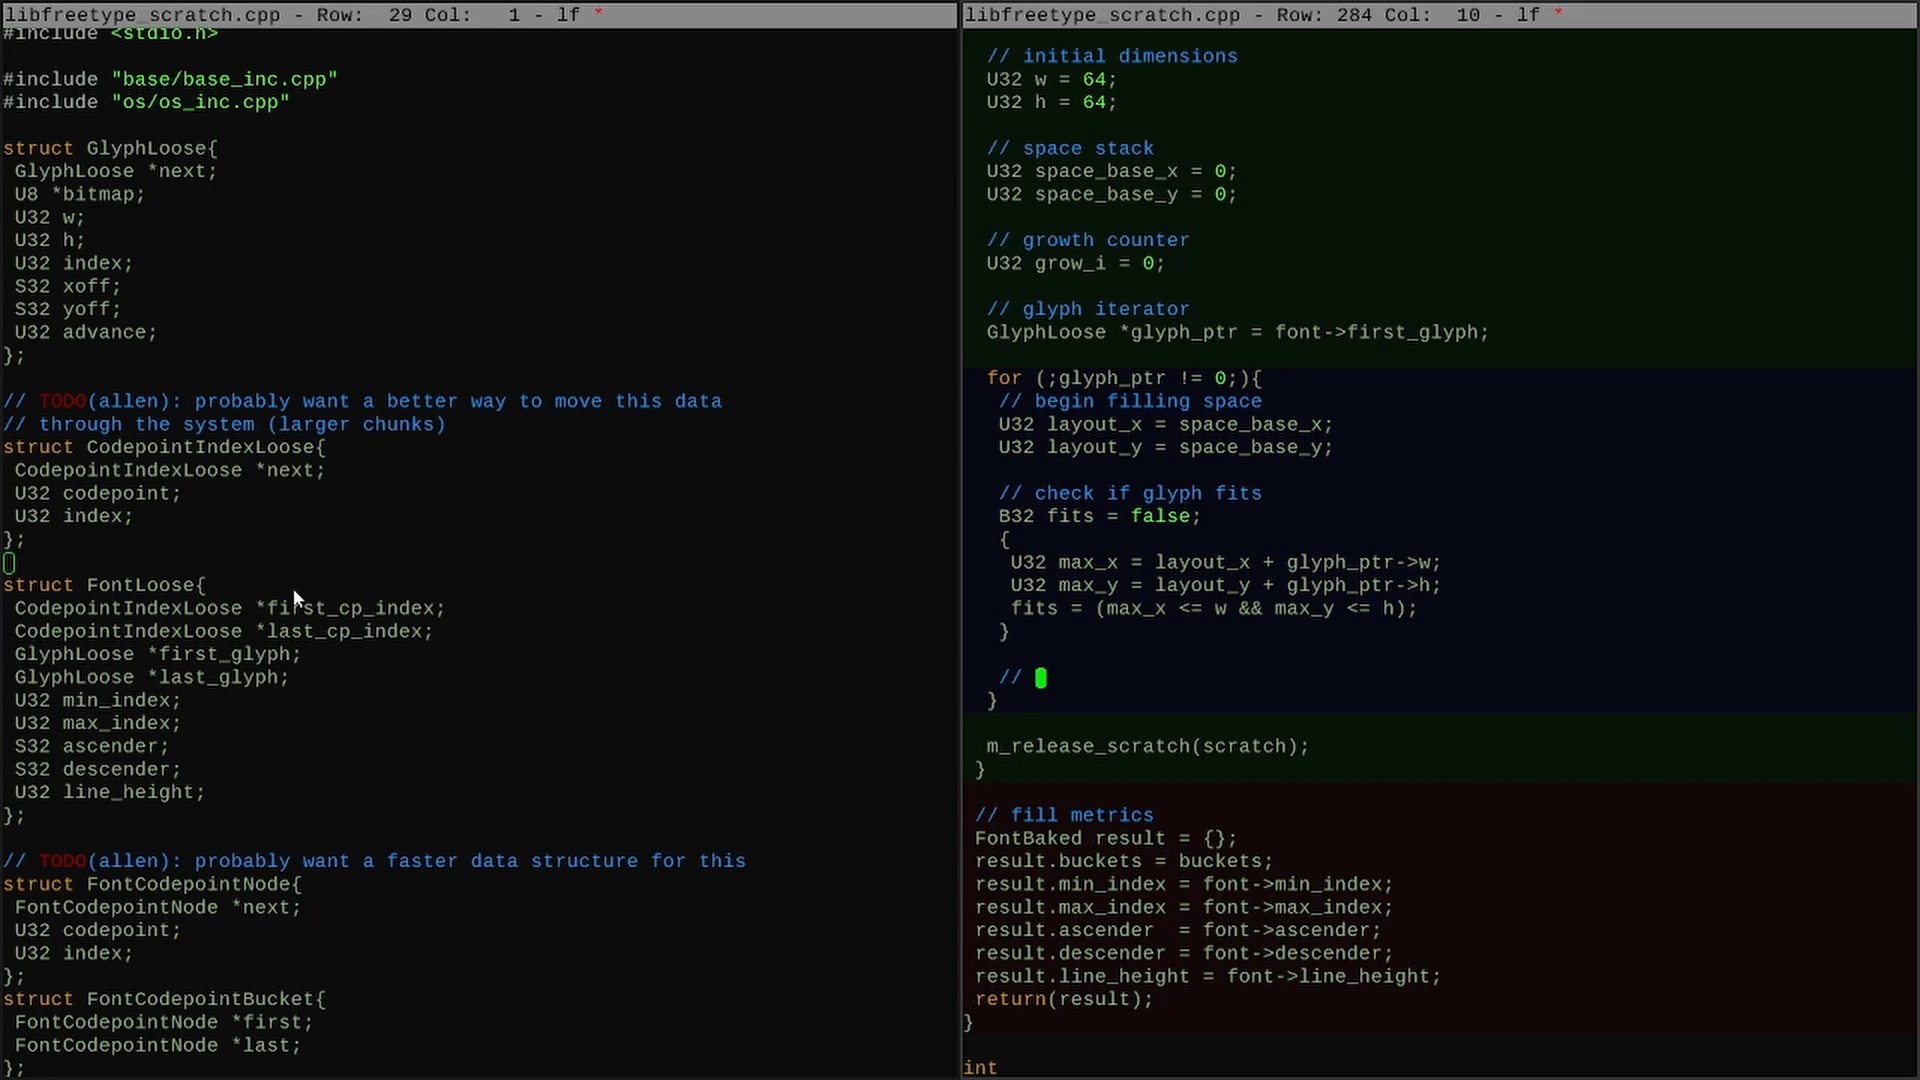 libfreetype_scratch.cpp - Row:  29 Col:   1 - lf *
#include <stdio.h>
#include "base/base_inc.cpp"
#include "os/os_inc.cpp"
struct GlyphLoose{
GlyphLoose *next;
U8 *bitmap;
U32 w;
U32 h;
U32 index;
S32 xoff;
S32 yoff;
U32 advance;
};
// TODO(allen): probably want a better way to move this data
// through the system (larger chunks)
struct CodepointIndexLoose{
CodepointIndexLoose *next;
U32 codepoint;
U32 index;
};
struct FontLoose{
CodepointIndexLoose *first_cp_index;
CodepointIndexLoose *last_cp_index;
GlyphLoose *first_glyph;
GlyphLoose *last_glyph;
U32 min_index;
U32 max_index;
S32 ascender;
S32 descender;
U32 line_height;
};
// TODO(allen): probably want a faster data structure for this
struct FontCodepointNode{
FontCodepointNode *next;
U32 codepoint;
U32 index;
};
struct FontCodepointBucket{
FontCodepointNode *first;
FontCodepointNode *last;
};
libfreetype_scratch.cpp - Row: 284 Col:  10 - lf *
// initial dimensions
U32 w = 64;
U32 h = 64;
// space stack
U32 space_base_x = 0;
U32 space_base_y = 0;
// growth counter
U32 grow_i = 0;
// glyph iterator
GlyphLoose *glyph_ptr = font->first_glyph;
for (;glyph_ptr != 0;){
// begin filling space
U32 layout_x = space_base_x;
U32 layout_y = space_base_y;
// check if glyph fits
B32 fits = false;
{
U32 max_x = layout_x + glyph_ptr->w;
U32 max_y = layout_y + glyph_ptr->h;
fits = (max_x <= w && max_y <= h);
}
//
}
m_release_scratch(scratch);
}
// fill metrics
FontBaked result = {};
result.buckets = buckets;
result.min_index = font->min_index;
result.max_index = font->max_index;
result.ascender  = font->ascender;
result.descender = font->descender;
result.line_height = font->line_height;
return(result);
}
int